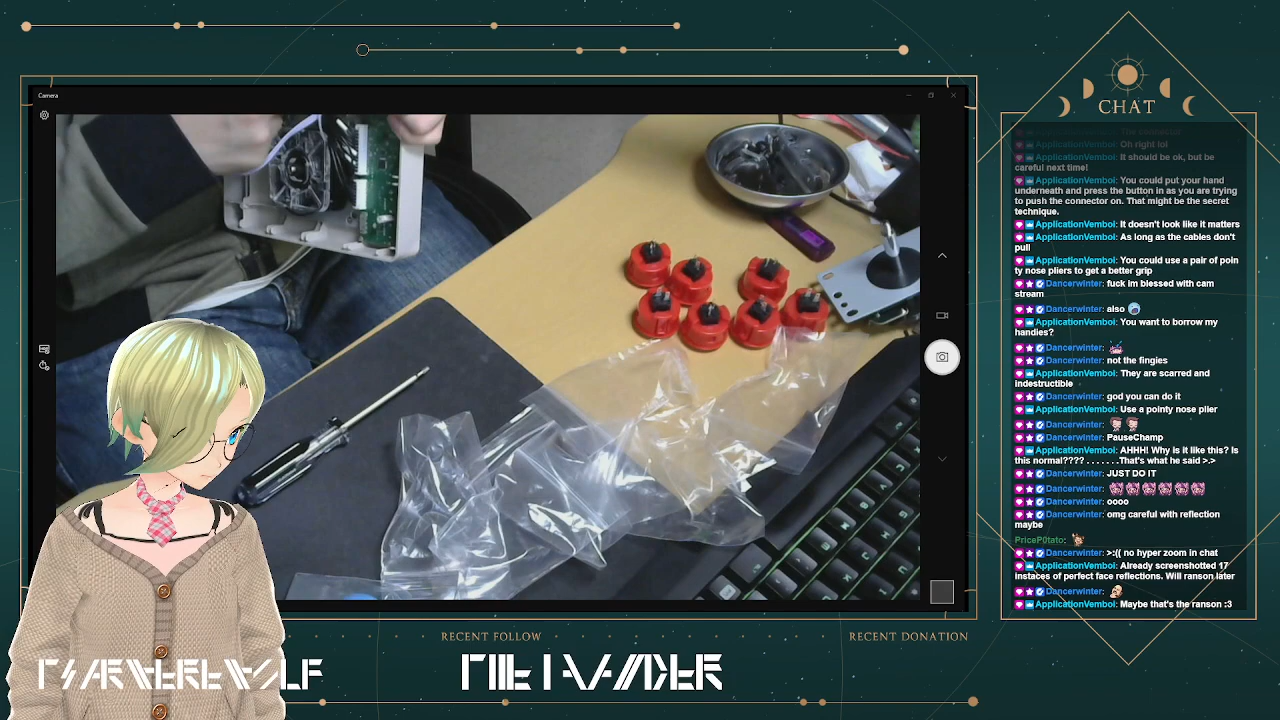 Camera
CHAT
ApplicationVemboi: Oh right lol
ApplicationVemboi: It should be ok, but be
careful next time!
ApplicationVemboi: You could put your hand
underneath and press the button in as you are trying
to push the connector on. That might be the secret
technique.
ApplicationVemboi: It doesn't look like it matters
ApplicationVemboi: As long as the cables don't
pull
ApplicationVemboi: You could use a pair of poin
ty nose pliers to get a better grip
Dancerwinter: fuck im blessed with cam
stream
Dancerwinter: also
ApplicationVemboi: You want to borrow my
handies?
Dancerwinter:
Dancerwinter: not the fingies
ApplicationVemboi: They are scarred and
indestructible
Dancerwinter: god you can do it
ApplicationVemboi: Use a pointy nose plier
Dancerwinter:
Dancerwinter: PauseChamp
ApplicationVemboi: AHHH! Why is it like this? Is
this normal???? . . . . . . .That's what he said >.>
Dancerwinter: JUST DO IT
Dancerwinter:
Dancerwinter: oooo
Dancerwinter: omg careful with reflection
maybe
PriceP0tato:
Dancerwinter: >:(( no hyper zoom in chat
ApplicationVemboi: Already screenshotted 17
instaces of perfect face reflections. Will ranson later
Dancerwinter:
ApplicationVemboi: Maybe that's the ranson :3
RECENT FOLLOW
RECENT DONATION